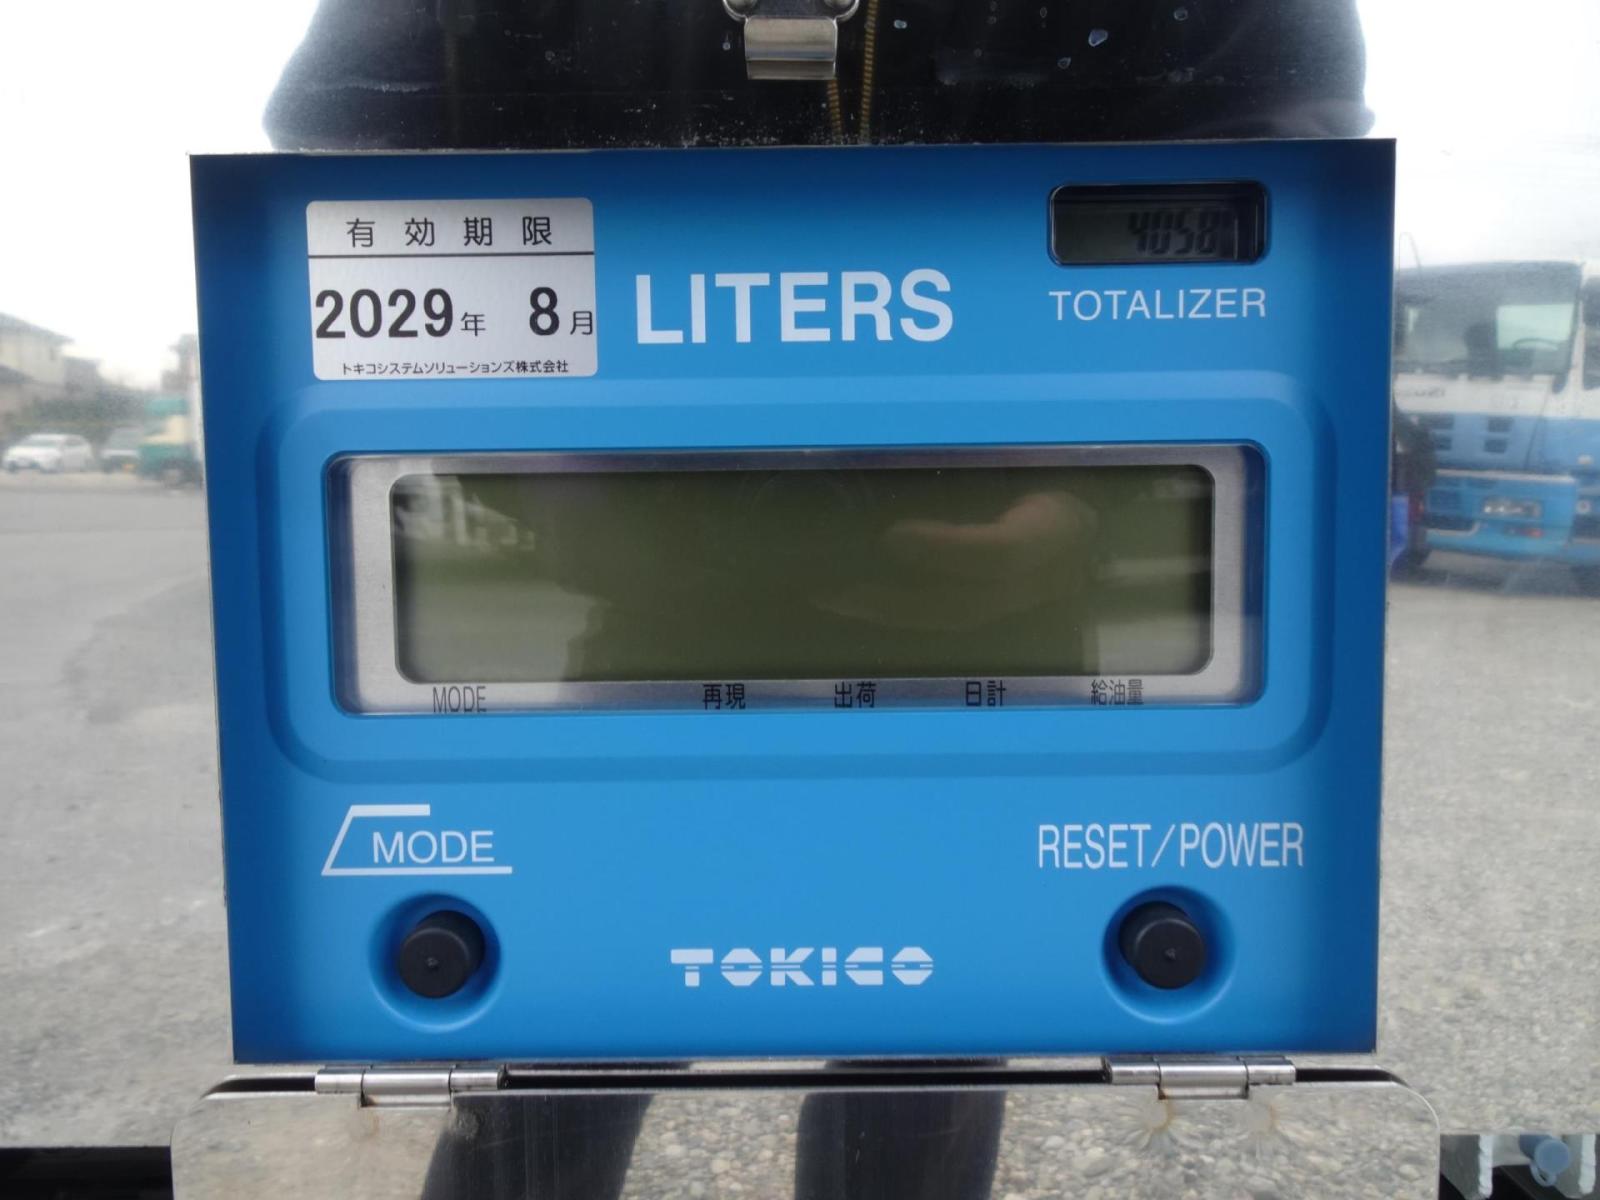 有効期限
2029年 8月
トキコシステムソリューションズ株式会社
LITERS
4058
TOTALIZER
MODE 再現 出荷 日計 給油量
MODE
RESET/POWER
TOKICO